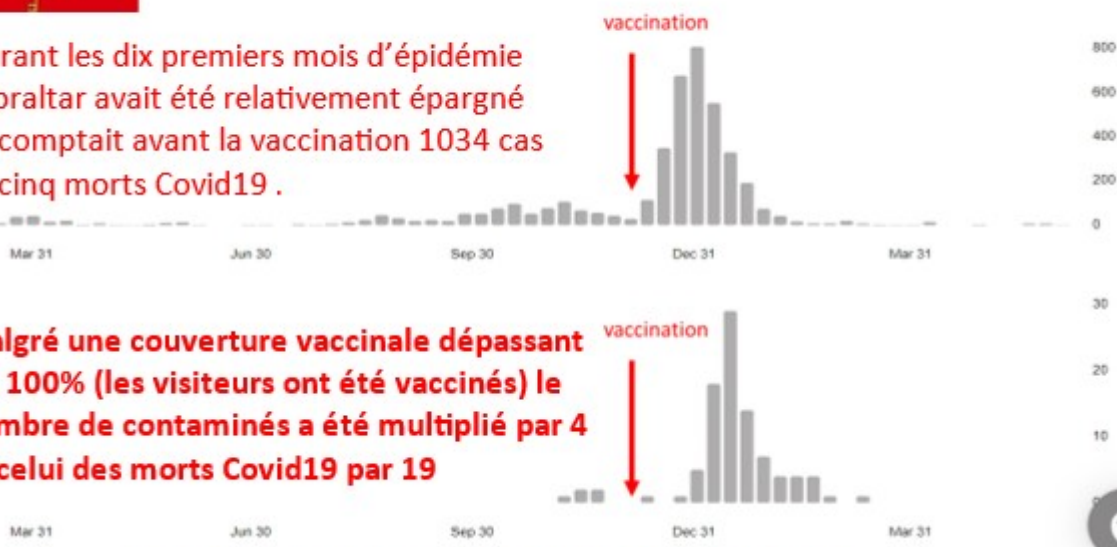 vaccination
rant les dix premiers mois d'épidémie
braltar avait été relativement épargné
comptait avant la vaccination 1034 cas
cinq morts Covid19 .
800
600
400
200
0
Mar 31 Jun 30 Sep 30 Dec 31 Mar 31
vaccination
algré une couverture vaccinale dépassant
100% (les visiteurs ont été vaccinés) le
mbre de contaminés a été multiplié par 4
celui des morts Covid19 par 19
30
20
10
Mar 31 Jun 30 Sep 30 Dec 31 Mar 31